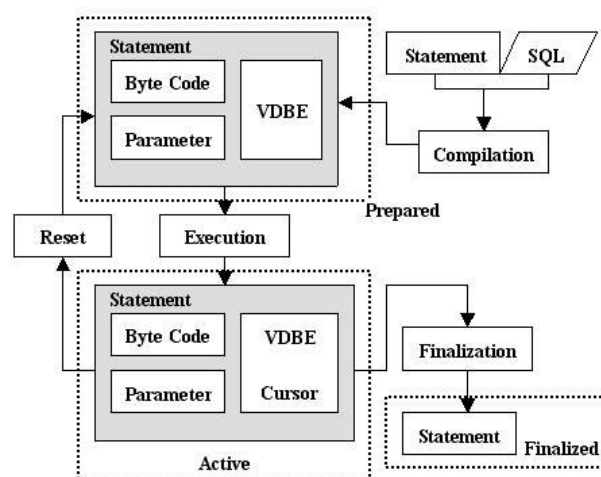 Statement
Byte Code
Parameter
VDBE
Statement
SQL
Compilation
Prepared
Reset
Execution
Statement
Byte Code
Parameter
VDBE
Cursor
Active
Finalization
Statement
Finalized